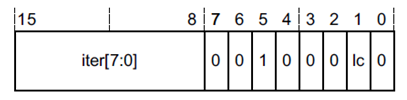 15 8 7 6 5 4 3 2 1 0
iter[7:0] 0 0 1 0 0 0 lc 0